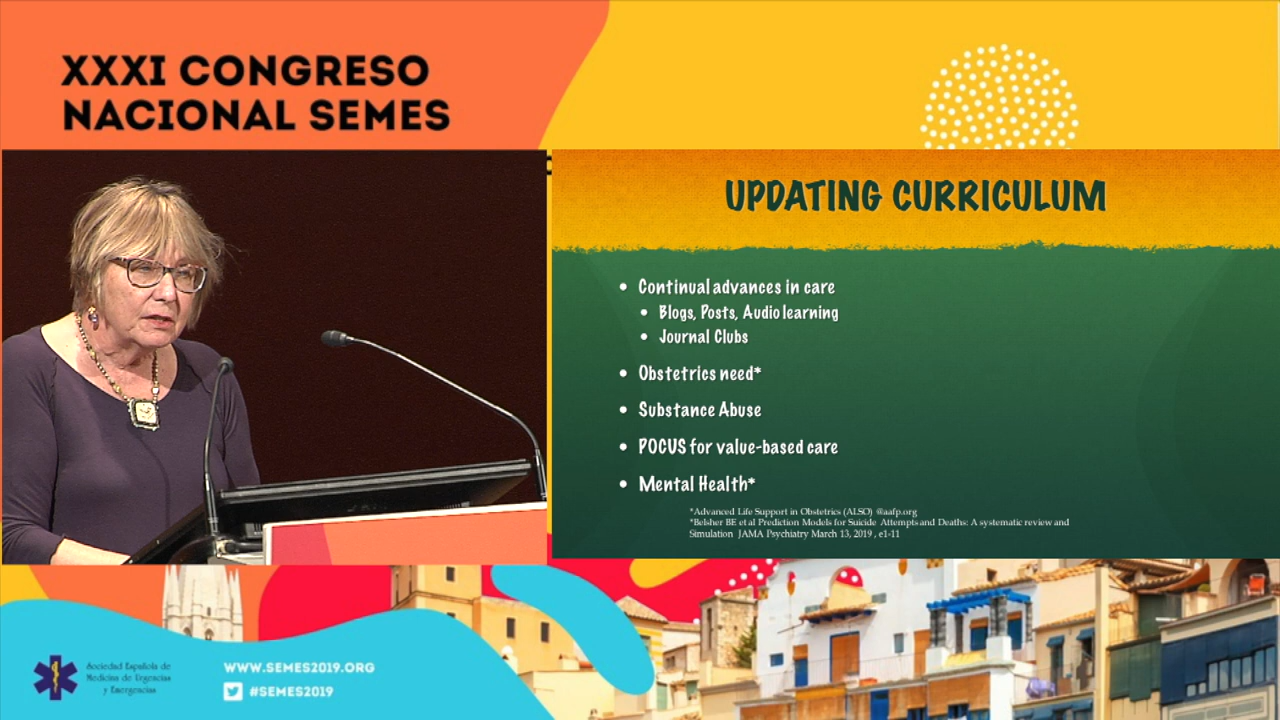 XXXI CONGRESO
NACIONAL SEMES
UPDATING CURRICULUM
• Continual advances in care
• Blogs, Posts, Audio learning
• Journal Clubs
• Obstetrics need*
• Substance Abuse
• POCUS for value-based care
• Mental Health*
*Advanced Life Support in Obstetrics (ALSO) @aafp.org
*Belsher BE et al Prediction Models for Suicide Attempts and Deaths: A systematic review and
Simulation JAMA Psychiatry March 13, 2019 , e1-11
Sociedad Española de
Medicina de Urgencias
y Emergencias
WWW.SEMES2019.ORG
#SEMES2019